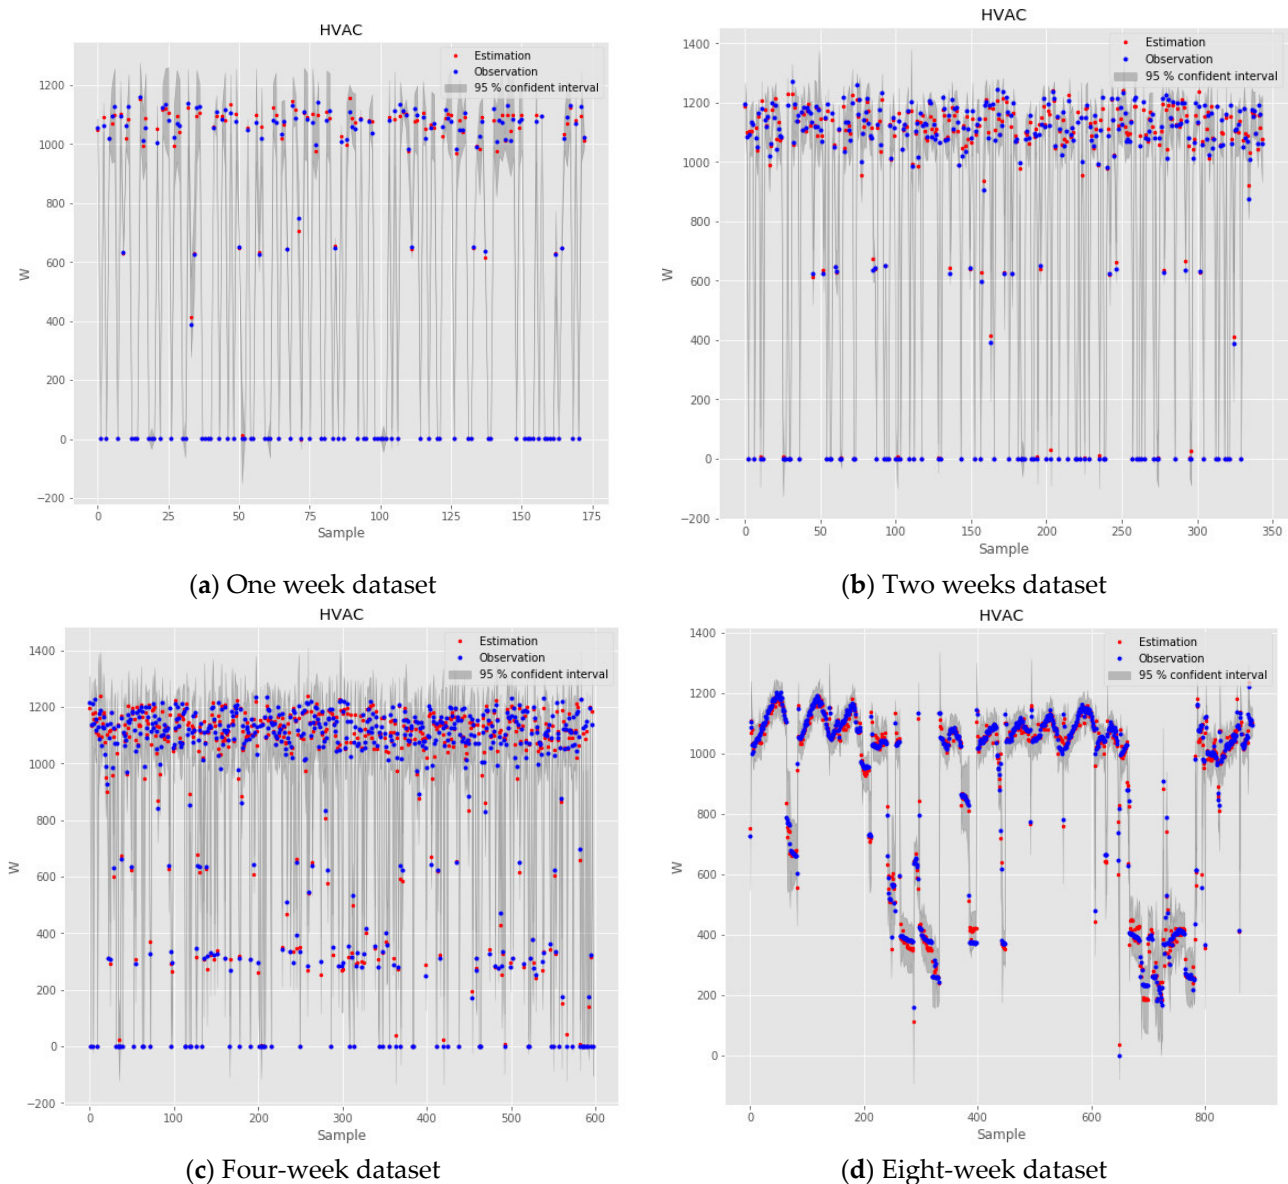 HVAC
Estimation
Observation
95 % confident interval
1200
1000
800
600
400
200
0
−200
W
0 25 50 75 100 125 150 175
Sample
(a) One week dataset
HVAC
Estimation
Observation
95 % confident interval
1400
1200
1000
800
600
400
200
0
−200
W
0 50 100 150 200 250 300 350
Sample
(b) Two weeks dataset
HVAC
Estimation
Observation
95 % confident interval
1400
1200
1000
800
600
400
200
0
−200
W
0 100 200 300 400 500 600
Sample
(c) Four-week dataset
HVAC
Estimation
Observation
95 % confident interval
1400
1200
1000
800
600
400
200
0
W
0 200 400 600 800
Sample
(d) Eight-week dataset